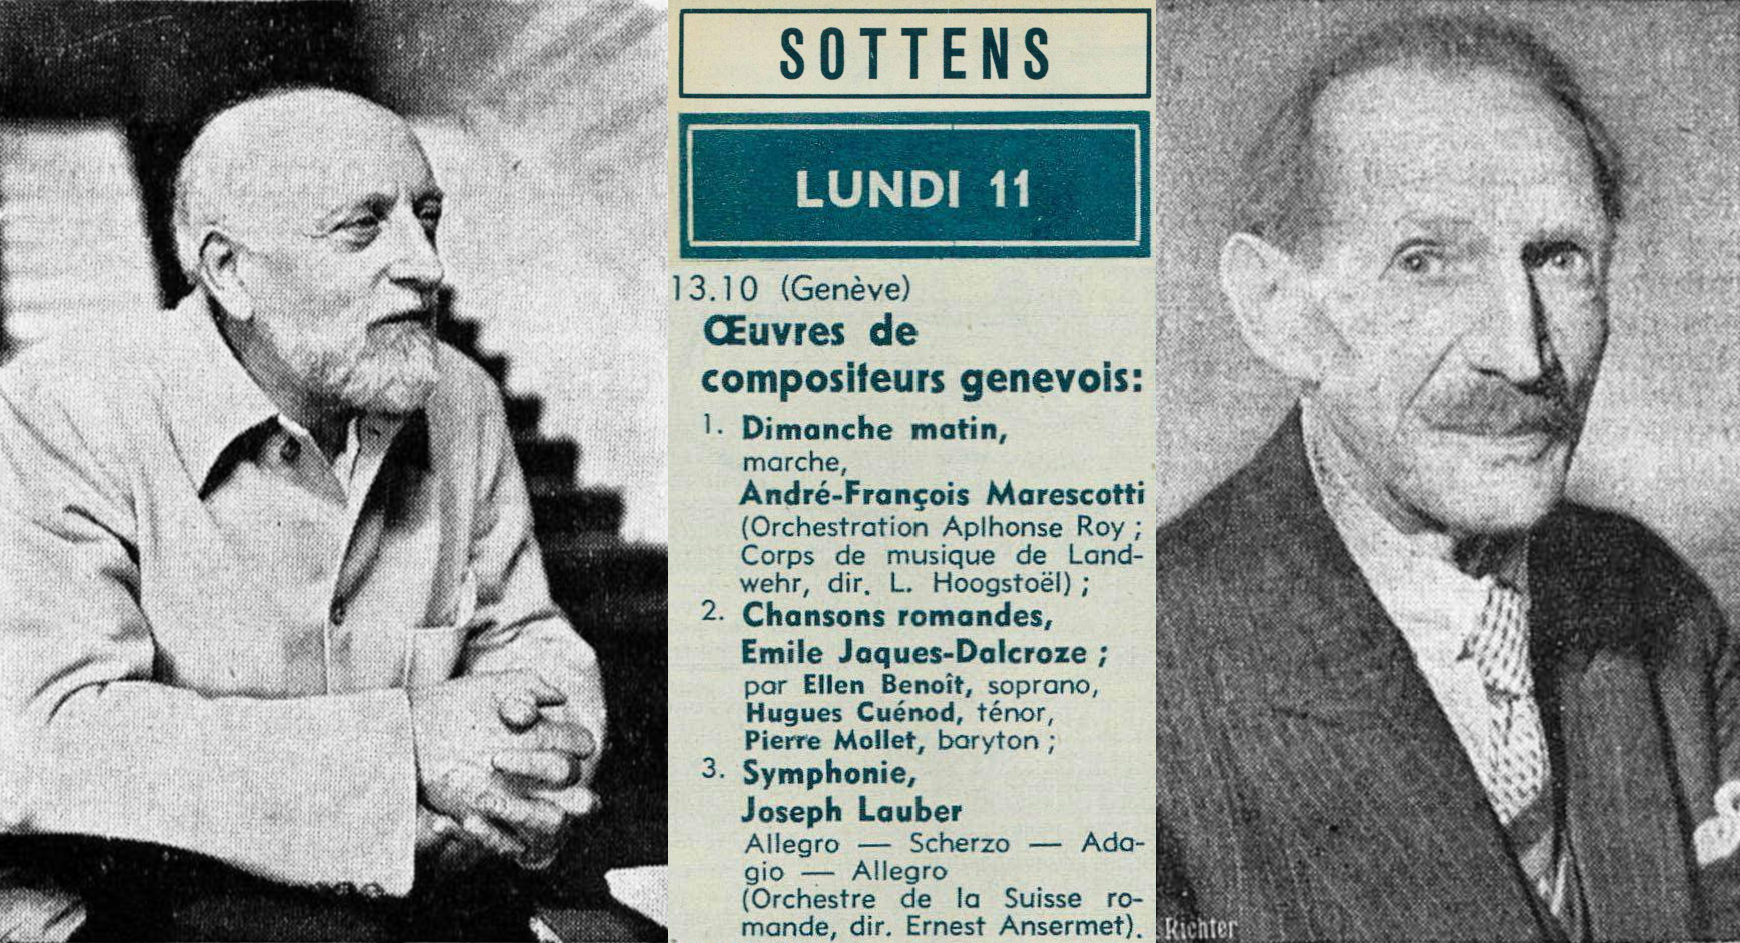 SOTTENS
LUNDI 11
13.10 (Genève)
Œuvres de
compositeurs genevois:
1. Dimanche matin,
marche,
André-François Marescotti
(Orchestration Aplhonse Roy ;
Corps de musique de Land-
wehr, dir. L. Hoogstoël) ;
2. Chansons romandes,
Emile Jaques-Dalcroze ;
par Ellen Benoît, soprano,
Hugues Cuénod, ténor,
Pierre Mollet, baryton ;
3. Symphonie,
Joseph Lauber
Allegro — Scherzo — Ada-
gio — Allegro
(Orchestre de la Suisse ro-
mande, dir. Ernest Ansermet).
Richter